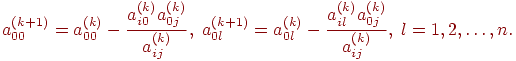 $a_{00}^{(k+1)} = a_{00}^{(k)} - \frac{a_{i0}^{(k)} a_{0j}^{(k)}}{a_{ij}^{(k)}},\ a_{0l}^{(k+1)} = a_{0l}^{(k)} - \frac{a_{il}^{(k)} a_{0j}^{(k)}}{a_{ij}^{(k)}},\ l = 1, 2, \ldots, n.$